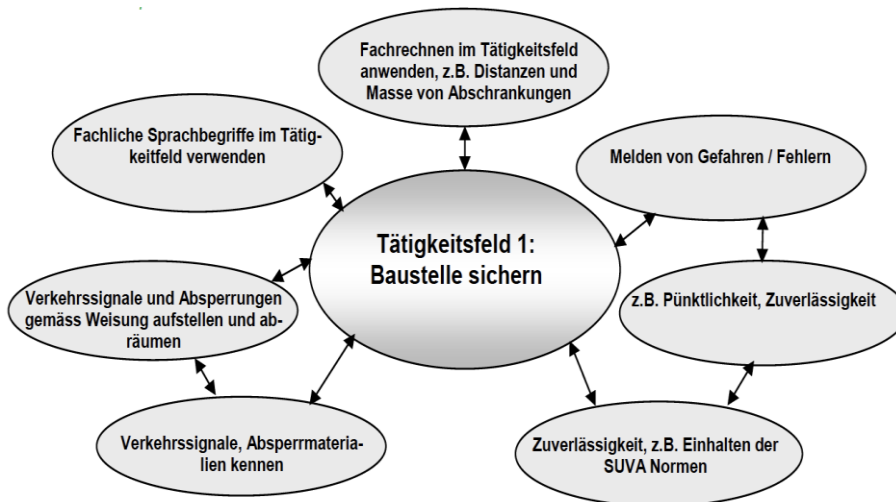 Fachrechnen im Tätigkeitsfeld
anwenden, z.B. Distanzen und
Masse von Abschrankungen
Fachliche Sprachbegriffe im Tätig-
keitfeld verwenden
Melden von Gefahren / Fehlern
Tätigkeitsfeld 1:
Baustelle sichern
Verkehrssignale und Absperrungen
gemäss Weisung aufstellen und ab-
räumen
z.B. Pünktlichkeit, Zuverlässigkeit
Verkehrssignale, Absperrmateria-
lien kennen
Zuverlässigkeit, z.B. Einhalten der
SUVA Normen